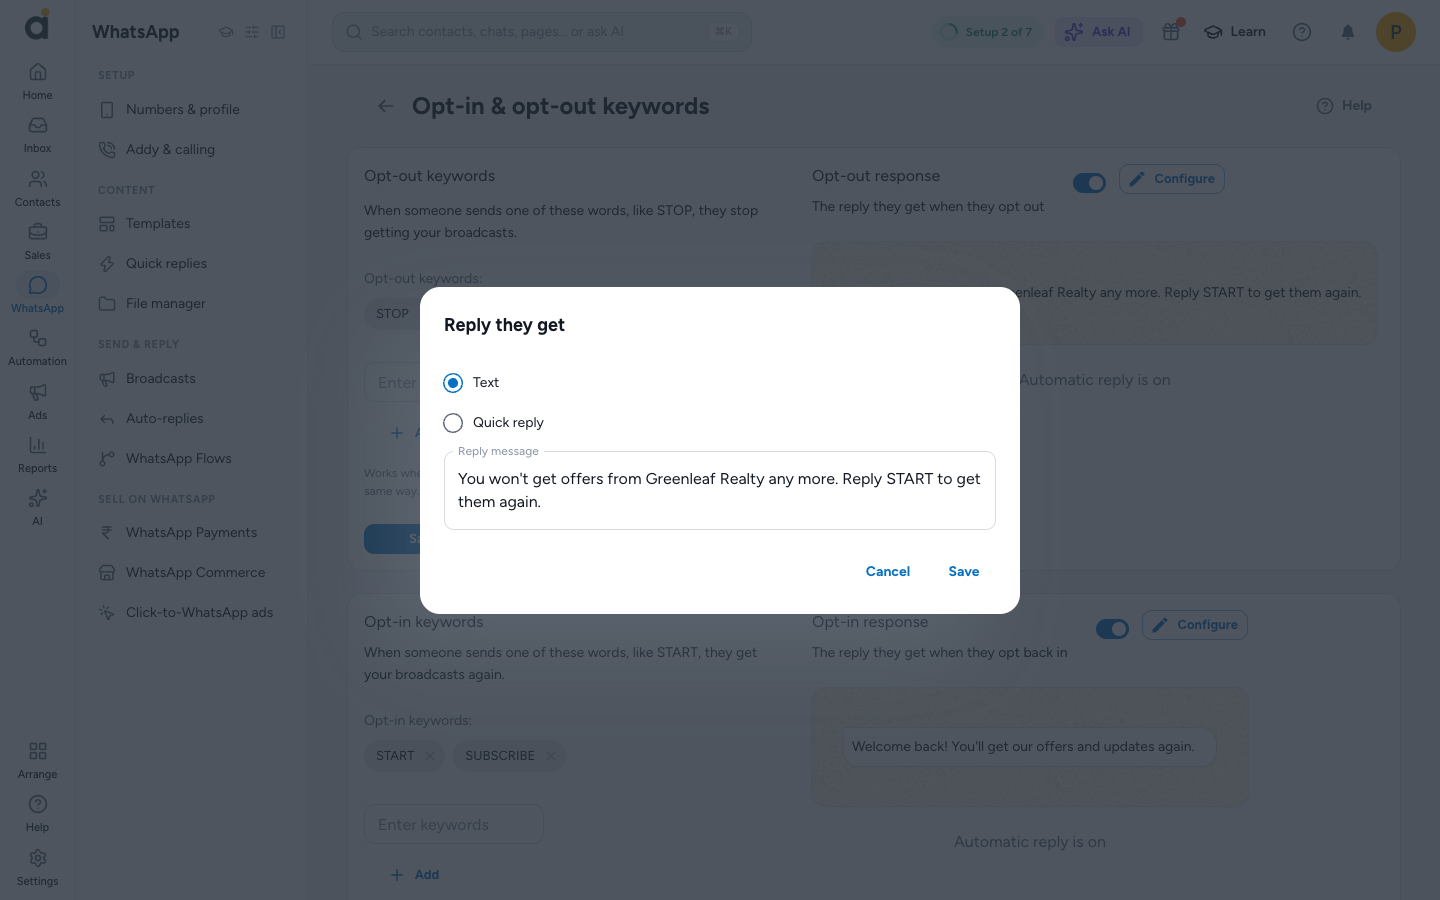 WhatsApp
Search contacts, chats, pages... or ask AI
⌘K
Setup 2 of 7
Ask AI
Learn
P
Home
Inbox
Contacts
Sales
WhatsApp
Automation
Ads
Reports
AI
Arrange
Help
Settings
SETUP
Numbers & profile
Addy & calling
CONTENT
Templates
Quick replies
File manager
SEND & REPLY
Broadcasts
Auto-replies
WhatsApp Flows
SELL ON WHATSAPP
WhatsApp Payments
WhatsApp Commerce
Click-to-WhatsApp ads
Opt-in & opt-out keywords
Help
Opt-out keywords
When someone sends one of these words, like STOP, they stop
getting your broadcasts.
Opt-out keywords:
STOP
Enter
Works
same way.
Opt-out response
Configure
The reply they get when they opt out
Realty any more. Reply START to get them again.
Automatic reply is on
Reply they get
Text
Quick reply
Reply message
You won't get offers from Greenleaf Realty any more. Reply START to get
them again.
Cancel
Save
Opt-in keywords
When someone sends one of these words, like START, they get
your broadcasts again.
Opt-in keywords:
START
SUBSCRIBE
Enter keywords
Add
Opt-in response
Configure
The reply they get when they opt back in
Welcome back! You'll get our offers and updates again.
Automatic reply is on